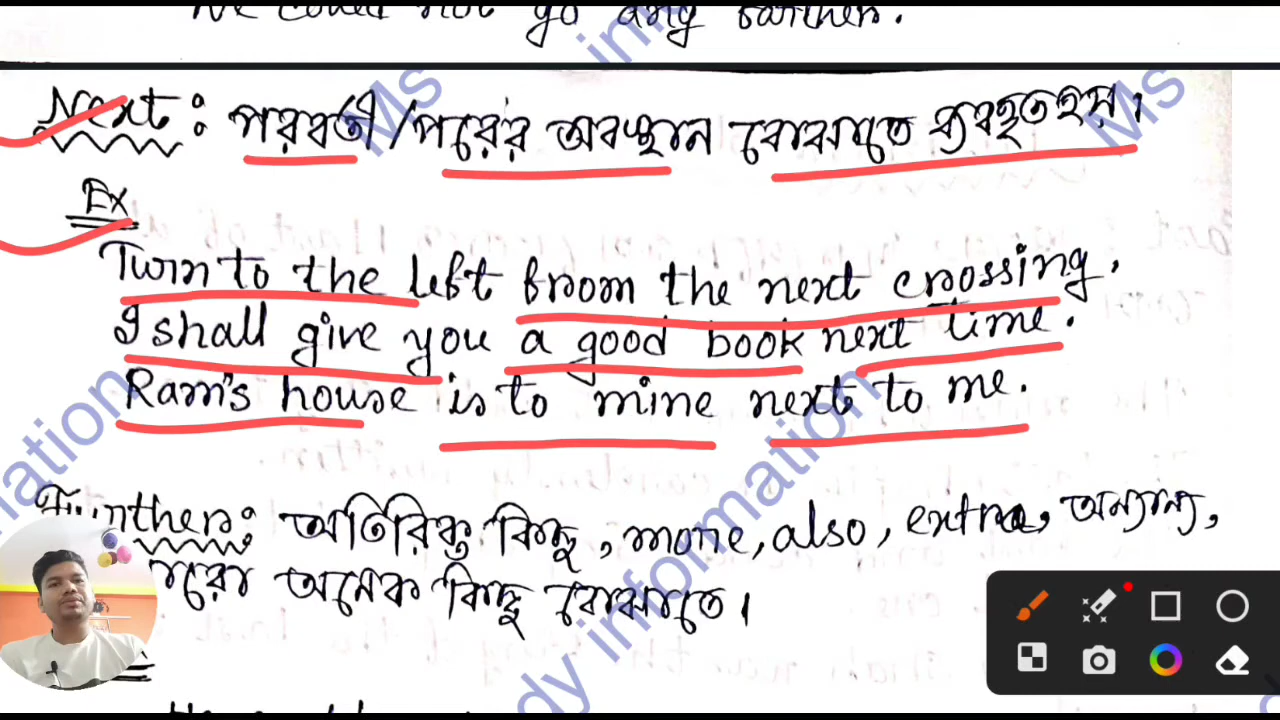 We could not go any farther.
Next: পরবর্তী/পরের অবস্থান বোঝাতে ব্যবহৃত হয়।
Ex
Turn to the left from the next crossing.
I shall give you a good book next time.
Ram's house is to mine next to me.
Further: অতিরিক্ত কিছু, more, also, extra, অন্যান্য,
অনেক কিছু বোঝাতে।